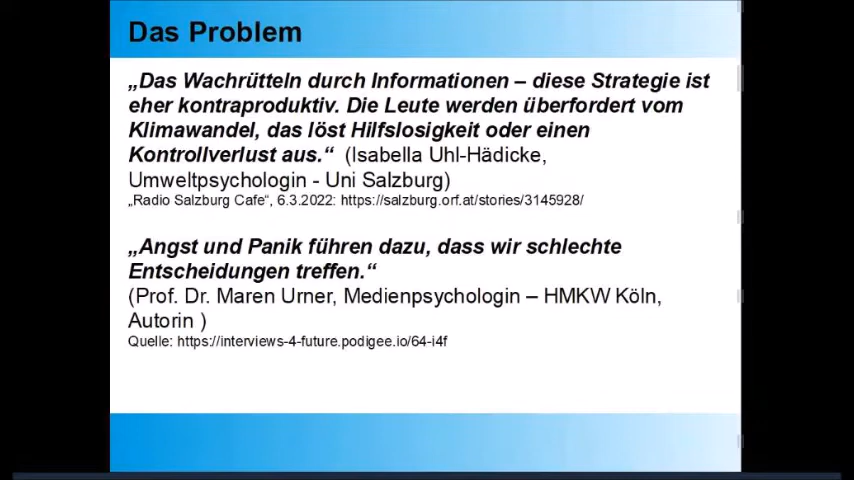 Das Problem
„Das Wachrütteln durch Informationen – diese Strategie ist
eher kontraproduktiv. Die Leute werden überfordert vom
Klimawandel, das löst Hilfslosigkeit oder einen
Kontrollverlust aus.“ (Isabella Uhl-Hädicke,
Umweltpsychologin - Uni Salzburg)
„Radio Salzburg Cafe“, 6.3.2022: https://salzburg.orf.at/stories/3145928/
„Angst und Panik führen dazu, dass wir schlechte
Entscheidungen treffen.“
(Prof. Dr. Maren Urner, Medienpsychologin – HMKW Köln,
Autorin )
Quelle: https://interviews-4-future.podigee.io/64-i4f